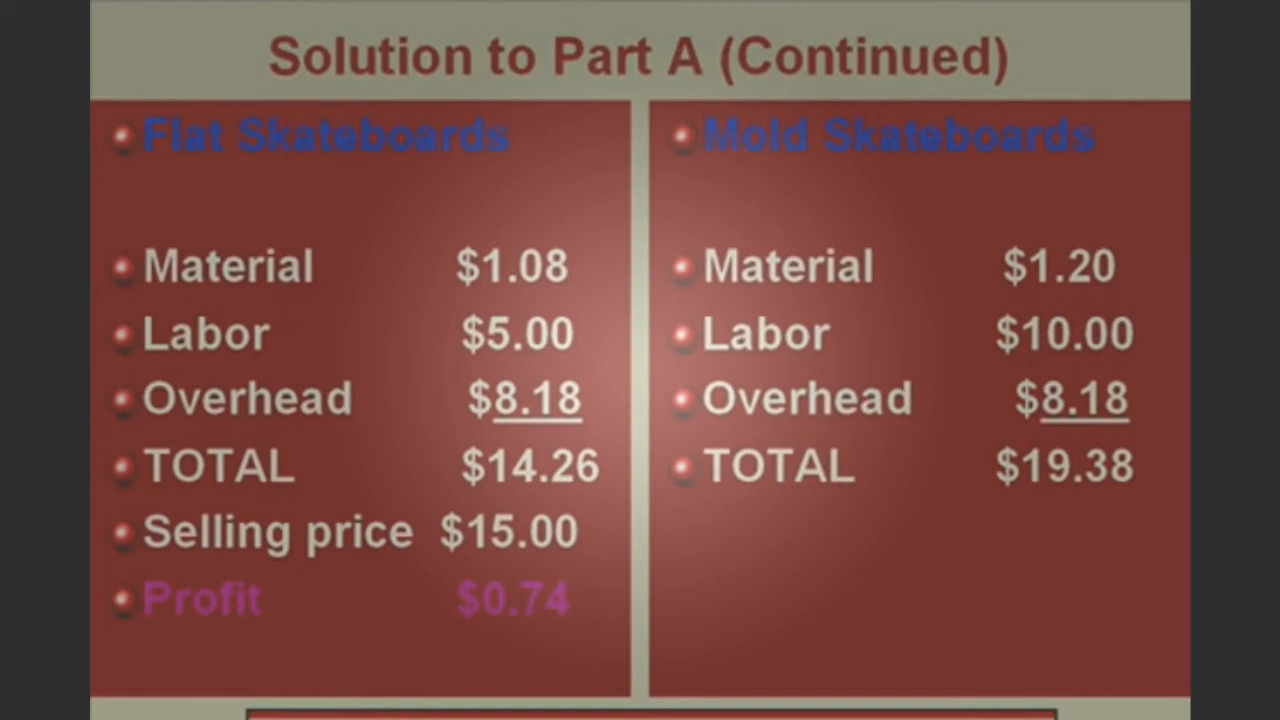 Solution to Part A (Continued)
Flat Skateboards
Material $1.08
Labor $5.00
Overhead $8.18
TOTAL $14.26
Selling price $15.00
Profit $0.74
Mold Skateboards
Material $1.20
Labor $10.00
Overhead $8.18
TOTAL $19.38